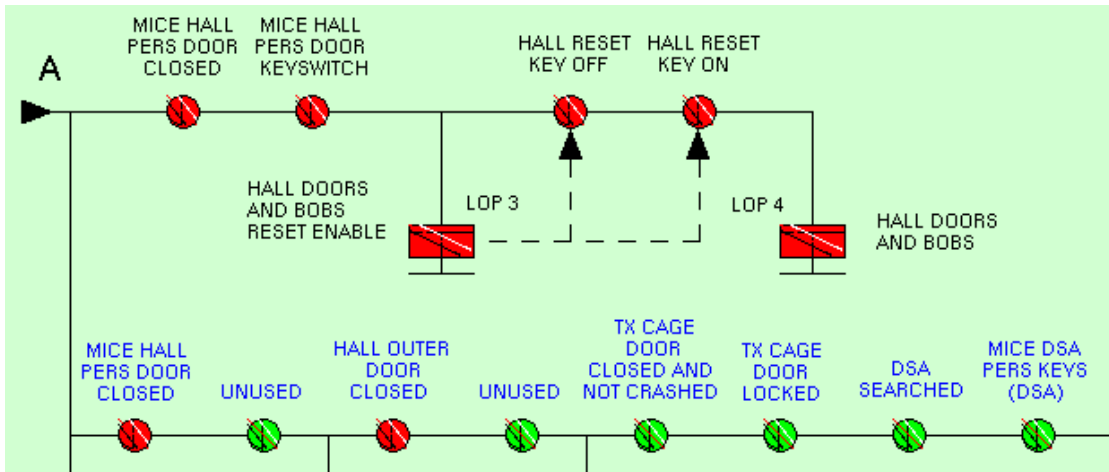 MICE HALL
PERS DOOR
CLOSED
MICE HALL
PERS DOOR
KEYSWITCH
HALL RESET
KEY OFF
HALL RESET
KEY ON
A
HALL DOORS
AND BOBS
RESET ENABLE
LOP 3
LOP 4
HALL DOORS
AND BOBS
MICE HALL
PERS DOOR
CLOSED
UNUSED
HALL OUTER
DOOR
CLOSED
UNUSED
TX CAGE
DOOR
CLOSED AND
NOT CRASHED
TX CAGE
DOOR
LOCKED
DSA
SEARCHED
MICE DSA
PERS KEYS
(DSA)